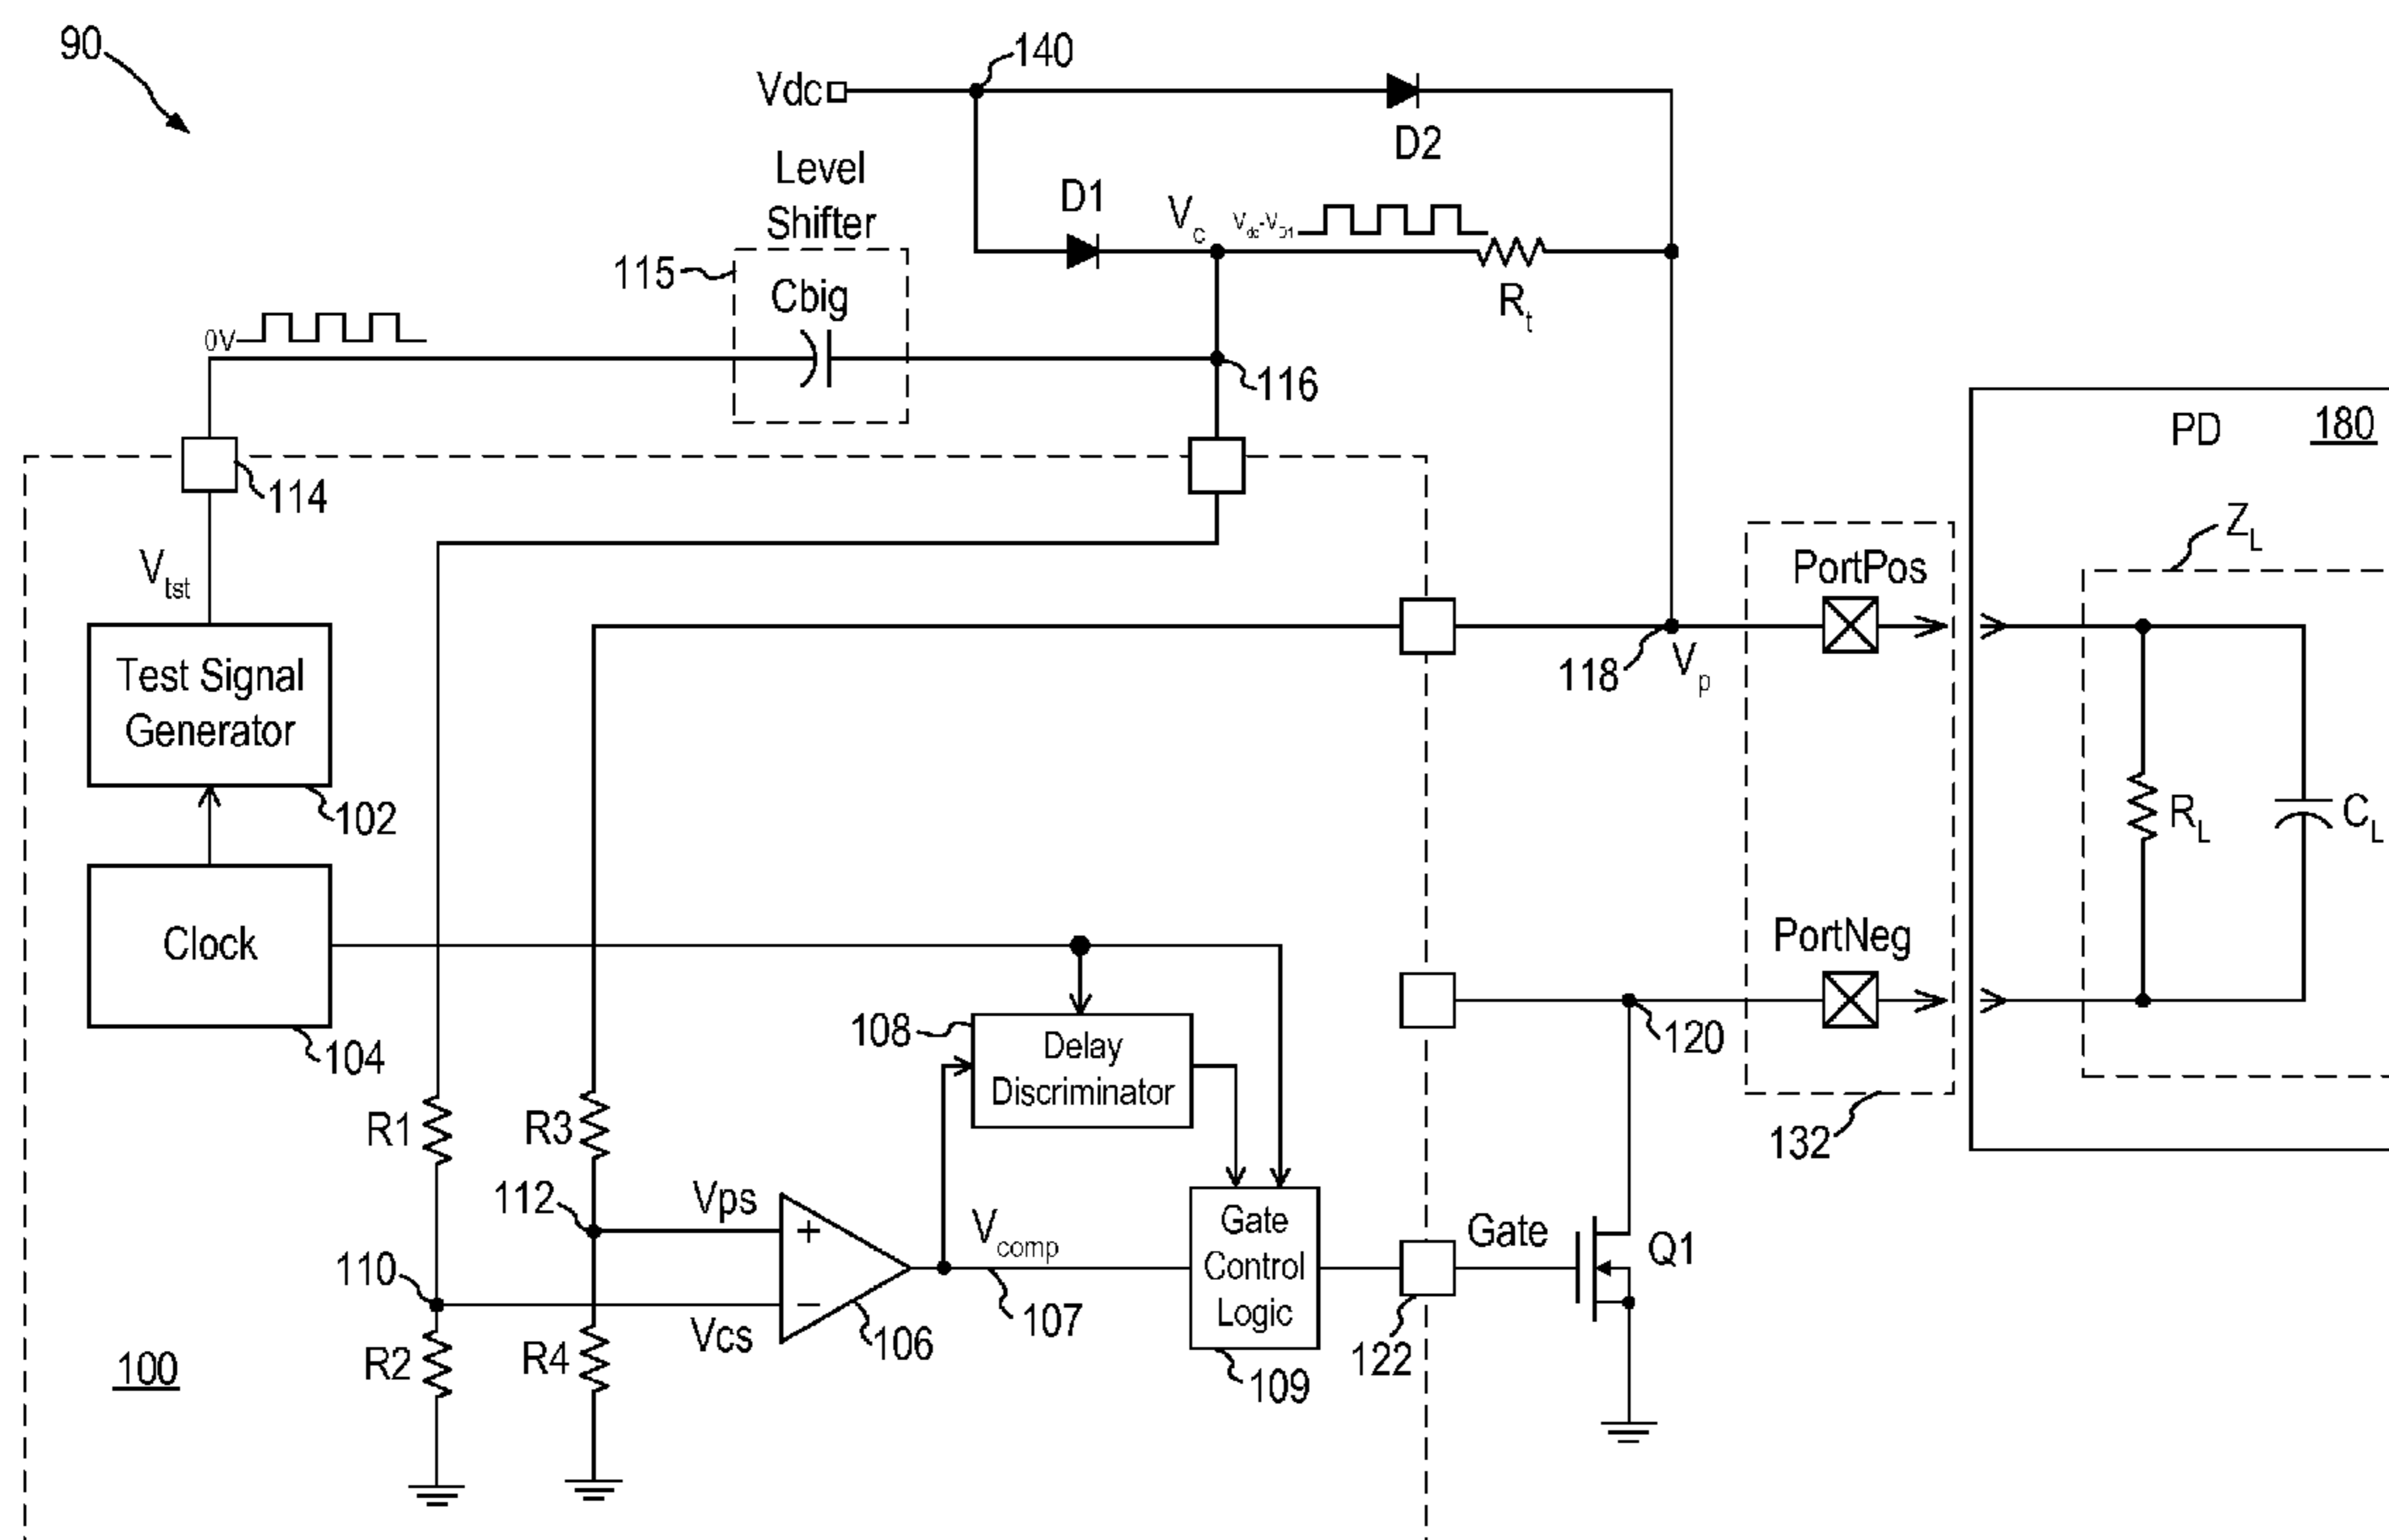 90
140
Vdc
D2
Level
Shifter
D1
Vc
Vdc-VD1
115
Cbig
Rt
0V
116
PD
180
114
ZL
Vtst
PortPos
Test Signal
Generator
118
Vp
102
RL
CL
Clock
PortNeg
108
Delay
Discriminator
120
104
R1
R3
132
112
Vps
+
Vcomp
Gate
Control
Logic
Gate
Q1
110
−
107
Vcs
106
122
R2
R4
100
109